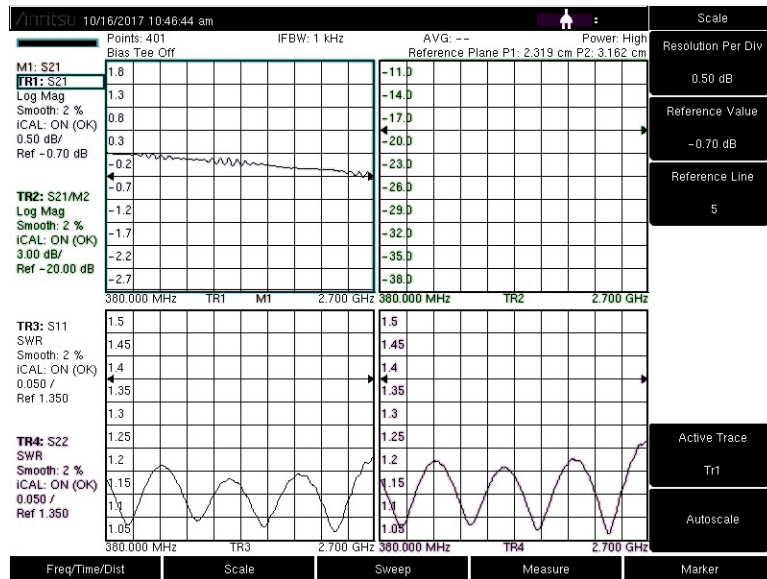 Anritsu 10/16/2017 10:46:44 am
Scale
Points: 401 IFBW: 1 kHz AVG: -- Power: High
Bias Tee Off Reference Plane P1: 2.319 cm P2: 3.162 cm
M1: S21
TR1: S21
Log Mag
Smooth: 2 %
iCAL: ON (OK)
0.50 dB/
Ref -0.70 dB
TR2: S21/M2
Log Mag
Smooth: 2 %
iCAL: ON (OK)
3.00 dB/
Ref -20.00 dB
1.8
1.3
0.8
0.3
-0.2
-0.7
-1.2
-1.7
-2.2
-2.7
380.000 MHz TR1 M1 2.700 GHz
-11.0
-14.0
-17.0
-20.0
-23.0
-26.0
-29.0
-32.0
-35.0
-38.0
380.000 MHz TR2 2.700 GHz
TR3: S11
SWR
Smooth: 2 %
iCAL: ON (OK)
0.050 /
Ref 1.350
TR4: S22
SWR
Smooth: 2 %
iCAL: ON (OK)
0.050 /
Ref 1.350
1.5
1.45
1.4
1.35
1.3
1.25
1.2
1.15
1.1
1.05
380.000 MHz TR3 2.700 GHz
1.5
1.45
1.4
1.35
1.3
1.25
1.2
1.15
1.1
1.05
380.000 MHz TR4 2.700 GHz
Resolution Per Div
0.50 dB
Reference Value
-0.70 dB
Reference Line
5
Active Trace
Tr1
Autoscale
Freq/Time/Dist Scale Sweep Measure Marker